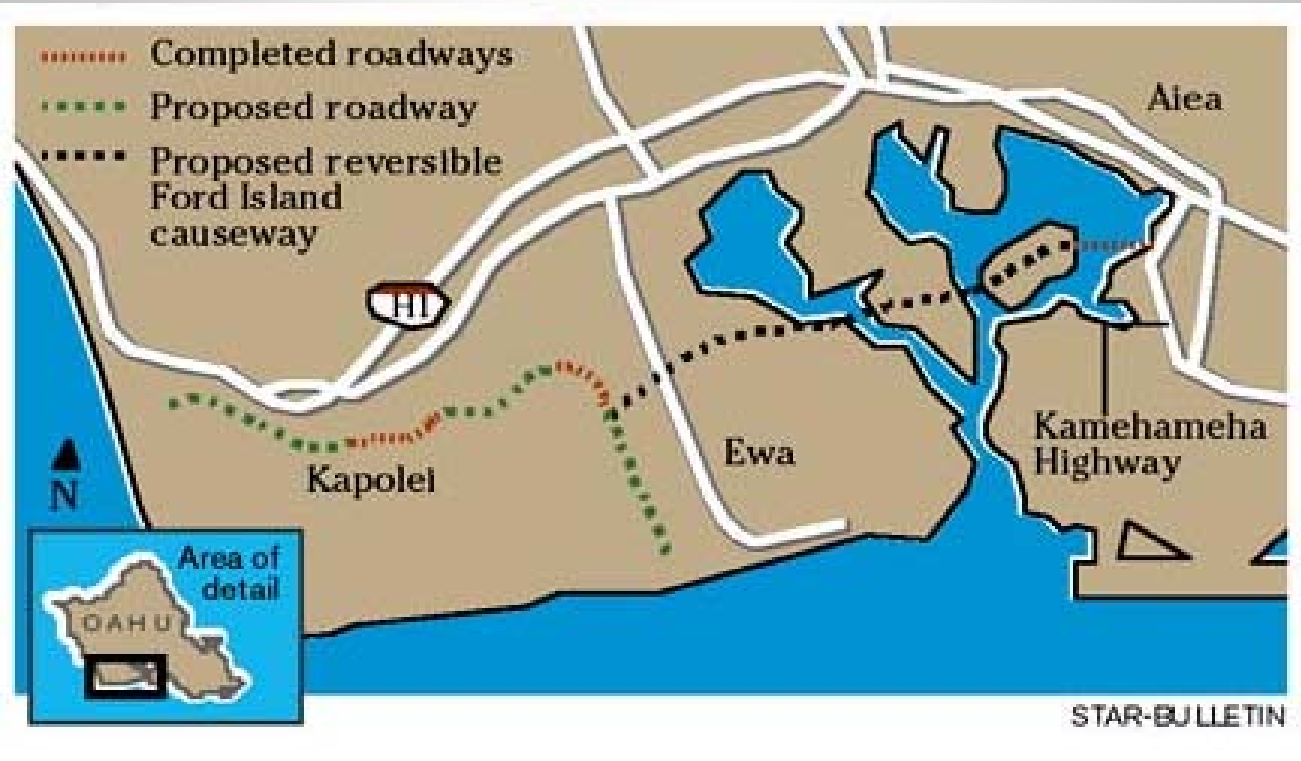 Completed roadways
Proposed roadway
Proposed reversible
Ford Island
causeway
Aiea
H1
Kamehameha
Highway
Ewa
Kapolei
N
Area of
detail
OAHU
STAR-BULLETIN